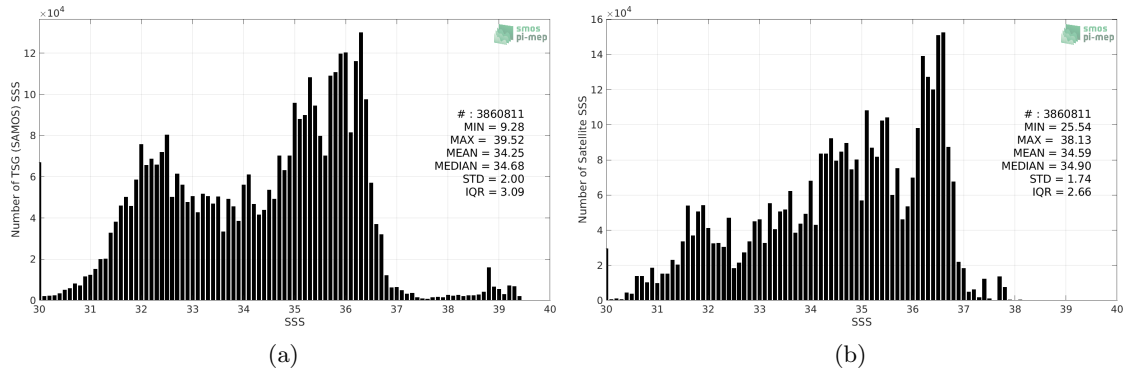 ×10⁴
smos
pi-mep
Number of TSG (SAMOS) SSS
12
10
8
6
4
2
0
# : 3860811
MIN = 9.28
MAX = 39.52
MEAN = 34.25
MEDIAN = 34.68
STD = 2.00
IQR = 3.09
30 31 32 33 34 35 36 37 38 39 40
SSS
(a)
×10⁴
smos
pi-mep
Number of Satellite SSS
16
14
12
10
8
6
4
2
0
# : 3860811
MIN = 25.54
MAX = 38.13
MEAN = 34.59
MEDIAN = 34.90
STD = 1.74
IQR = 2.66
30 31 32 33 34 35 36 37 38 39 40
SSS
(b)